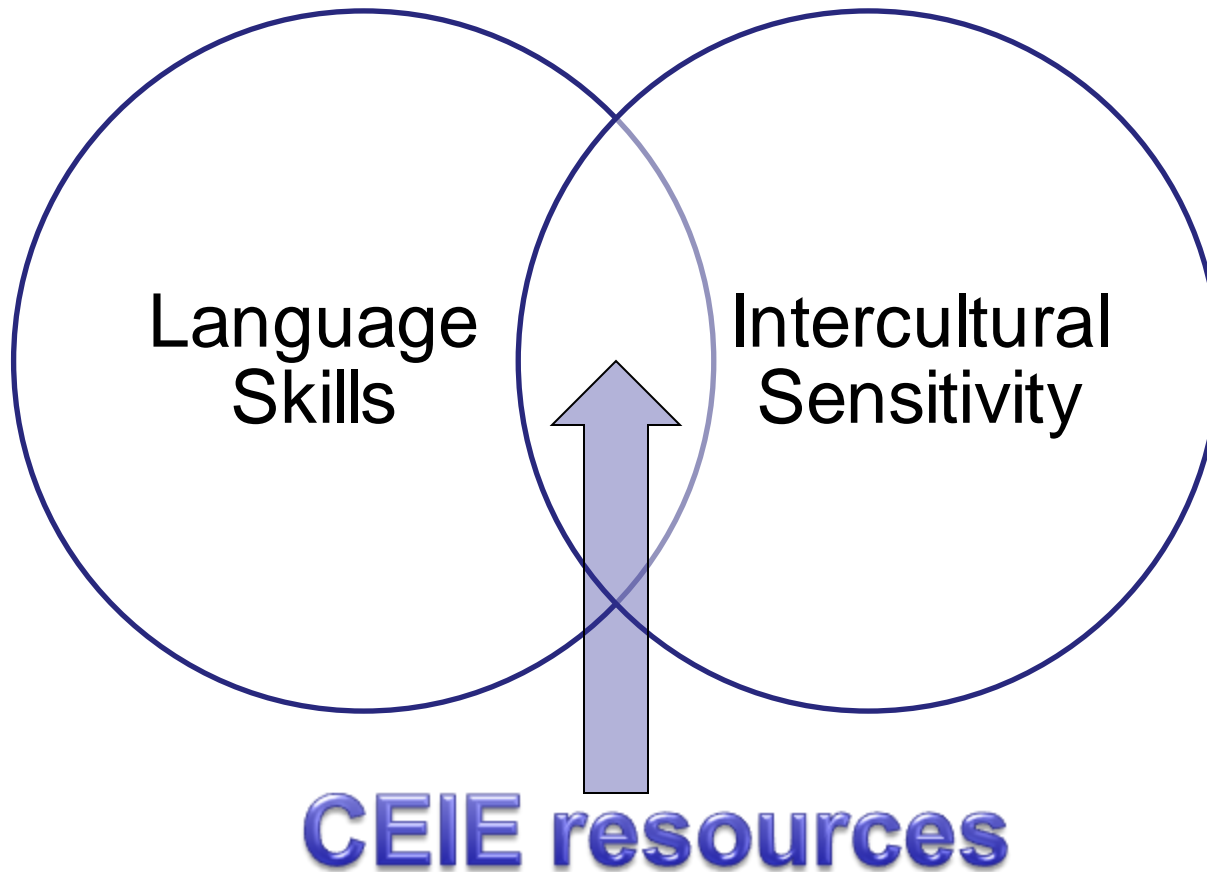 Language
Skills
Intercultural
Sensitivity
CEIE resources